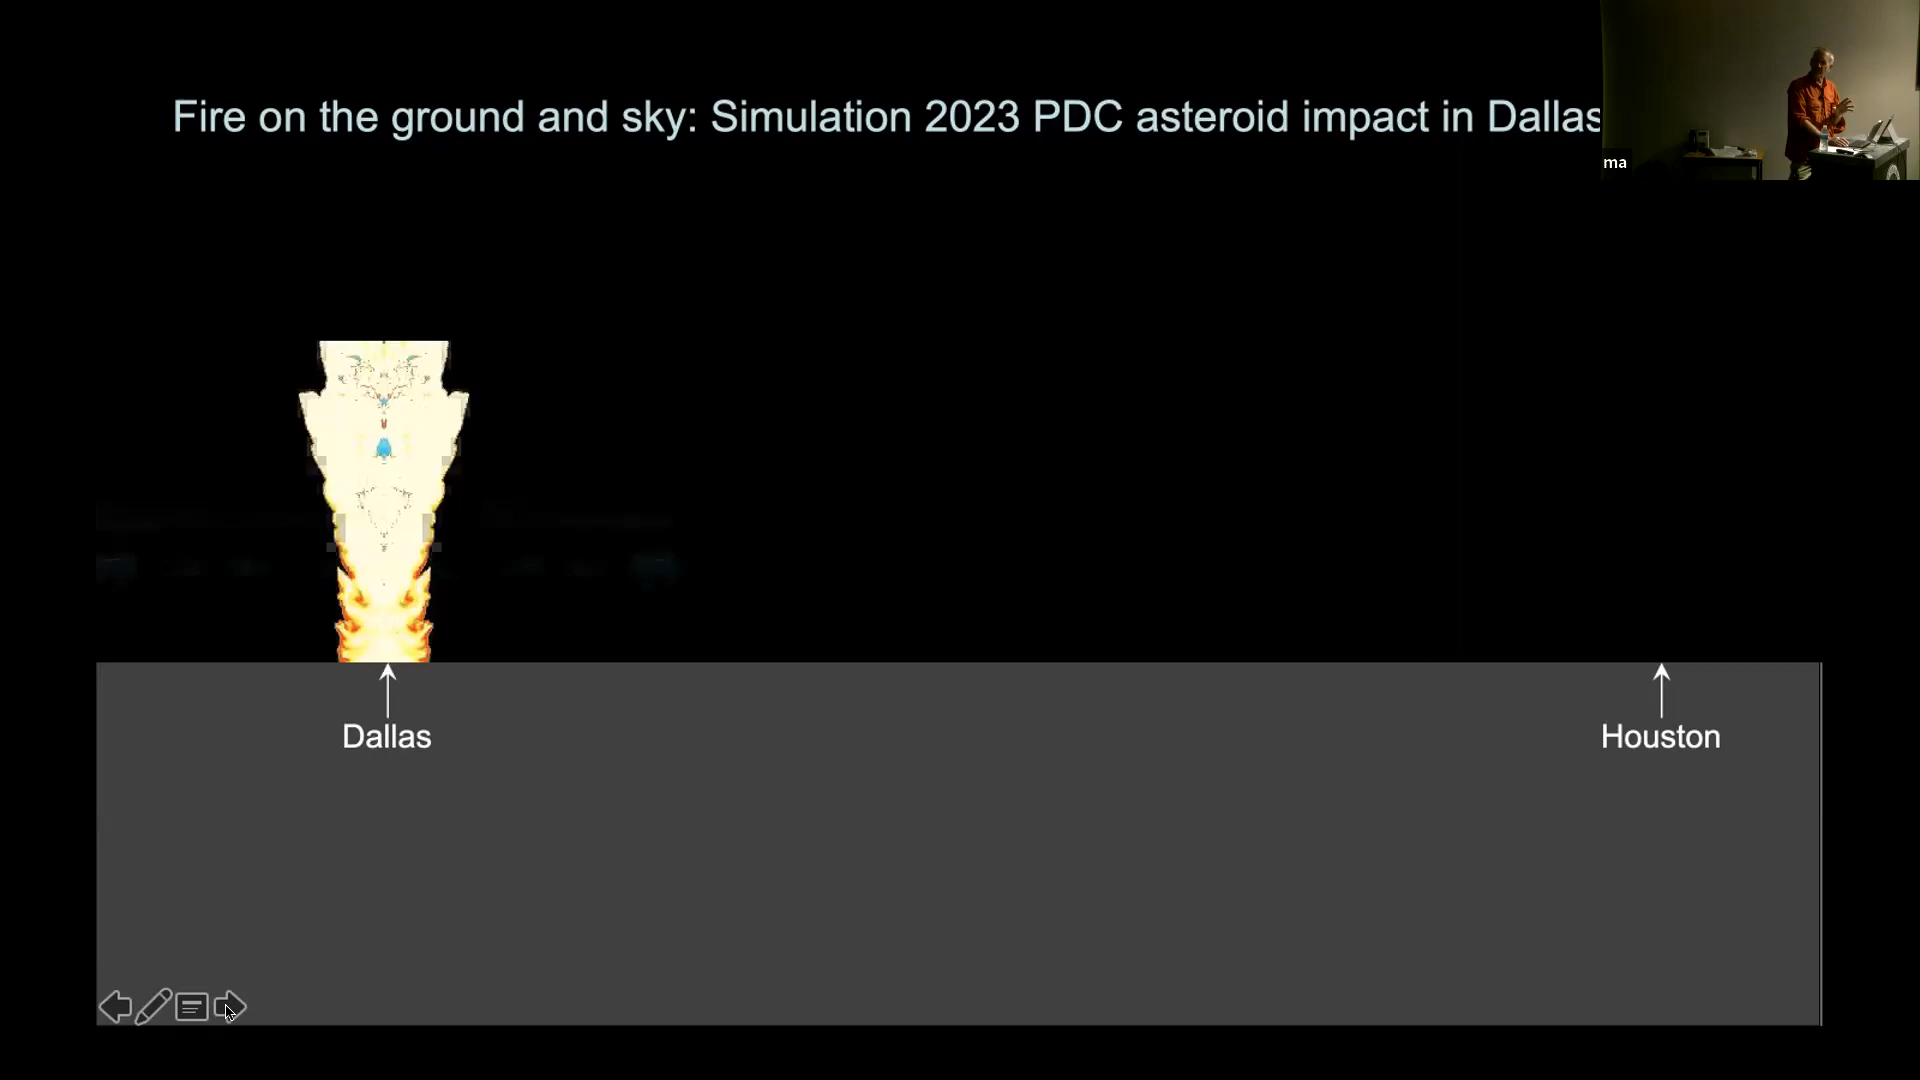 Fire on the ground and sky: Simulation 2023 PDC asteroid impact in Dallas
ma
Dallas
Houston